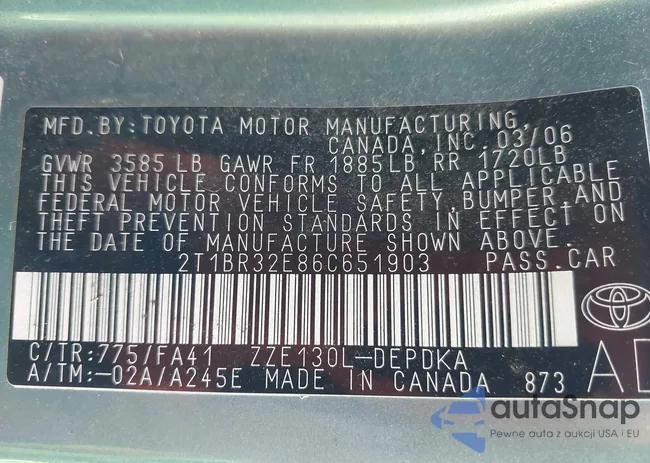 MFD. BY: TOYOTA MOTOR MANUFACTURING,
CANADA, INC. 03/06
GVWR 3585 LB GAWR FR 1885LB, RR 1720LB
THIS VEHICLE CONFORMS TO ALL APPLICABLE
FEDERAL MOTOR VEHICLE SAFETY, BUMPER, AND
THEFT PREVENTION STANDARDS IN EFFECT ON
THE DATE OF MANUFACTURE SHOWN ABOVE.
2T1BR32E86C651903 PASS. CAR
C/TR: 775/FA41 ZZE130L-DEPDKA
A/TM: -02A/A245E MADE IN CANADA 873
autaSnap
Pewne auta z aukcji USA i EU